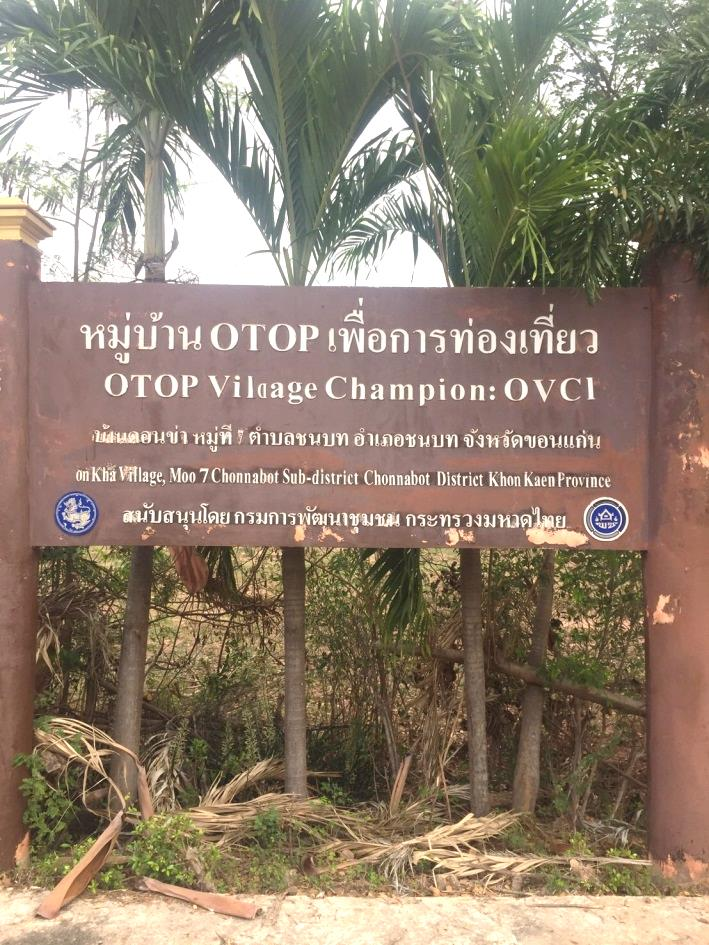 หมู่บ้าน OTOP เพื่อการท่องเที่ยว
OTOP Village Champion: OVCI
บ้านดอนข่า หมู่ที่ 7 ตำบลชนบท อำเภอชนบท จังหวัดขอนแก่น
on Kha Village, Moo 7 Chonnabot Sub-district Chonnabot District Khon Kaen Province
สนับสนุนโดย กรมการพัฒนาชุมชน กระทรวงมหาดไทย